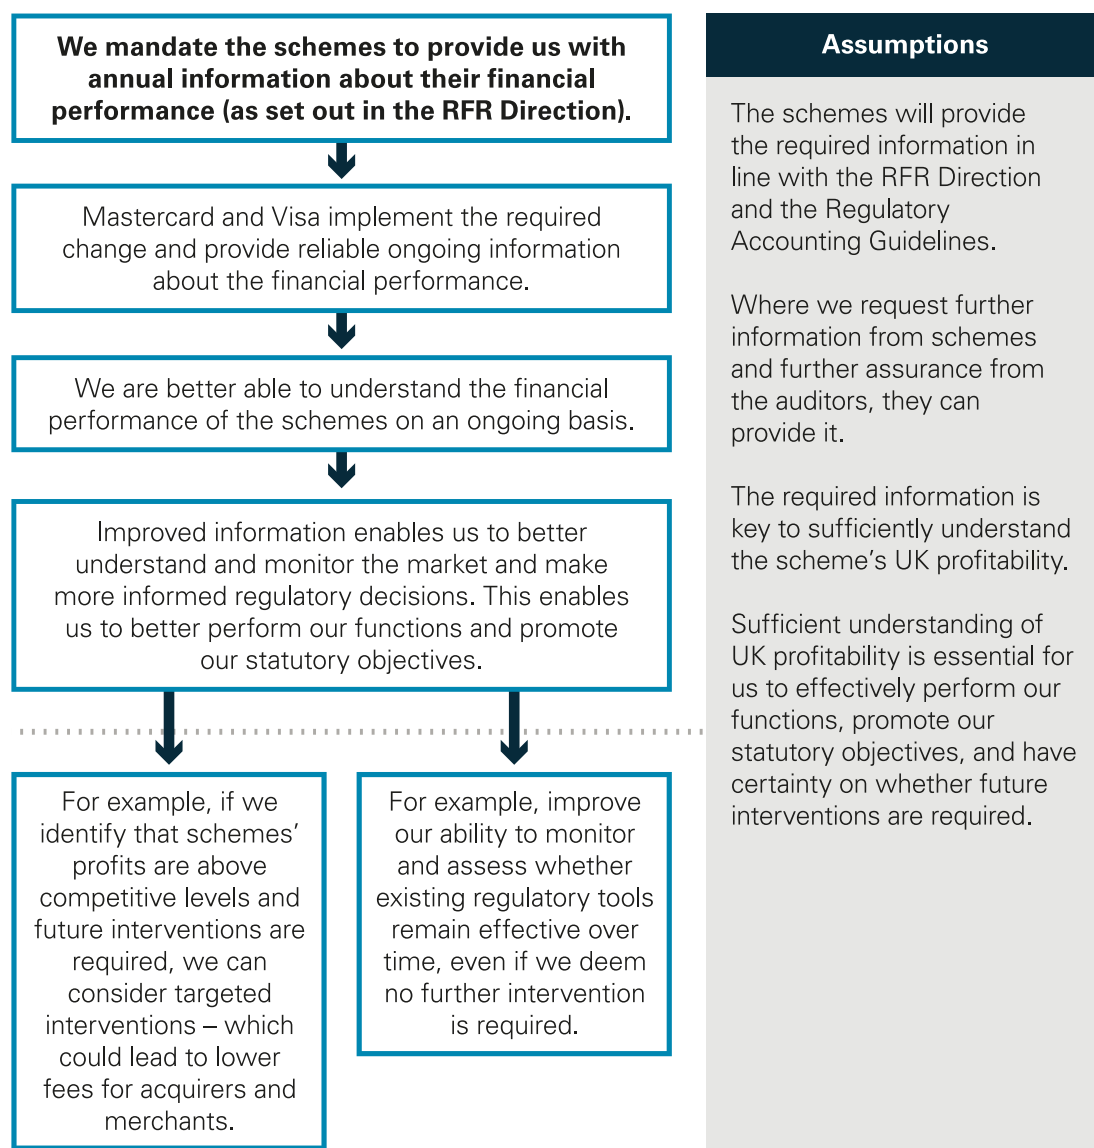 We mandate the schemes to provide us with
annual information about their financial
performance (as set out in the RFR Direction).
Mastercard and Visa implement the required
change and provide reliable ongoing information
about the financial performance.
We are better able to understand the financial
performance of the schemes on an ongoing basis.
Improved information enables us to better
understand and monitor the market and make
more informed regulatory decisions. This enables
us to better perform our functions and promote
our statutory objectives.
For example, if we
identify that schemes’
profits are above
competitive levels and
future interventions are
required, we can
consider targeted
interventions – which
could lead to lower
fees for acquirers and
merchants.
For example, improve
our ability to monitor
and assess whether
existing regulatory tools
remain effective over
time, even if we deem
no further intervention
is required.
Assumptions
The schemes will provide
the required information in
line with the RFR Direction
and the Regulatory
Accounting Guidelines.
Where we request further
information from schemes
and further assurance from
the auditors, they can
provide it.
The required information is
key to sufficiently understand
the scheme’s UK profitability.
Sufficient understanding of
UK profitability is essential for
us to effectively perform our
functions, promote our
statutory objectives, and have
certainty on whether future
interventions are required.